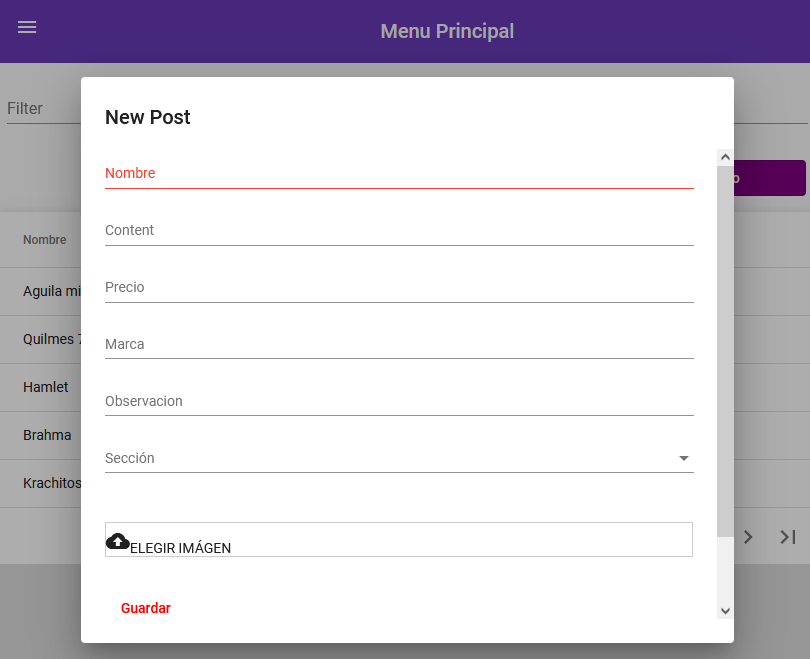 Menu Principal
Filter
New Post
Nombre
Content
Precio
Marca
Observacion
Sección
ELEGIR IMÁGEN
Guardar
Nombre
Aguila mi
Quilmes 7
Hamlet
Brahma
Krachitos